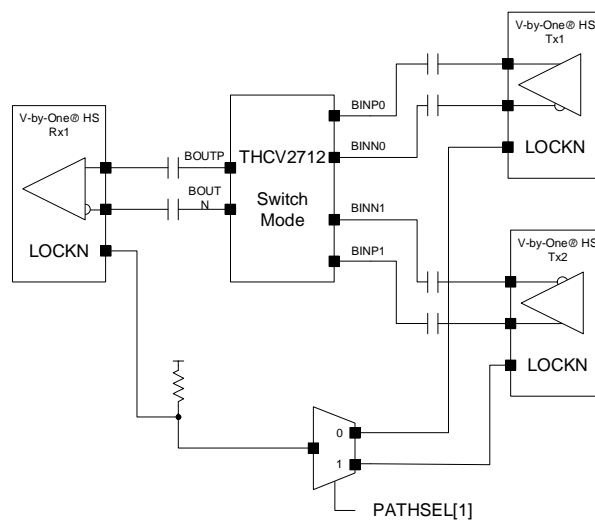 V-by-One® HS
Tx1
LOCKN
BINP0
BINN0
V-by-One® HS
Rx1
LOCKN
BOUTP
BOUT
N
THCV2712
Switch
Mode
BINN1
BINP1
V-by-One® HS
Tx2
LOCKN
0
1
PATHSEL[1]